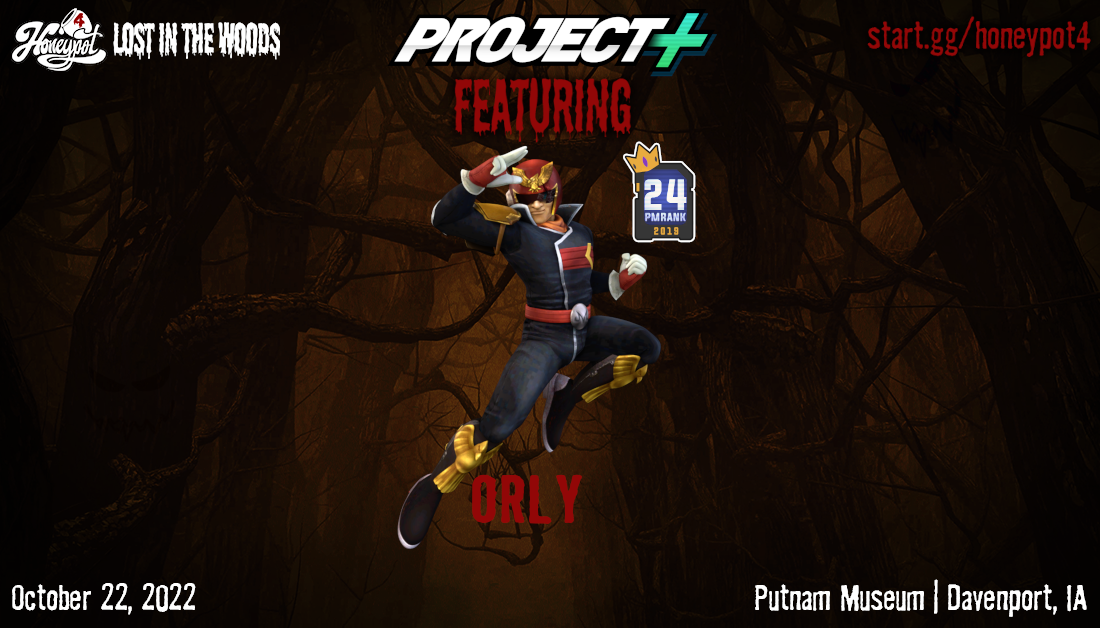 4
Honeypot LOST IN THE WOODS
PROJECT+
start.gg/honeypot4
FEATURING
24
PMRANK
2019
ORLY
October 22, 2022
Putnam Museum | Davenport, IA